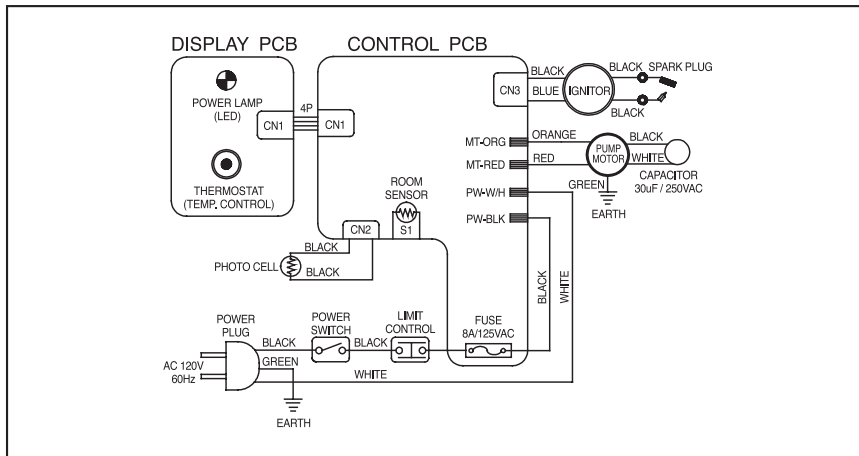 DISPLAY PCB
CONTROL PCB
POWER LAMP
(LED)
CN1
4P
CN1
THERMOSTAT
(TEMP. CONTROL)
CN3
BLACK
BLUE
IGNITOR
BLACK
SPARK PLUG
BLACK
MT-ORG
ORANGE
MT-RED
RED
PUMP
MOTOR
BLACK
WHITE
CAPACITOR
30uF / 250VAC
GREEN
EARTH
PW-W/H
PW-BLK
ROOM
SENSOR
S1
CN2
BLACK
PHOTO CELL
BLACK
BLACK
WHITE
POWER
PLUG
AC 120V
60Hz
BLACK
GREEN
POWER
SWITCH
BLACK
LIMIT
CONTROL
FUSE
8A/125VAC
WHITE
EARTH